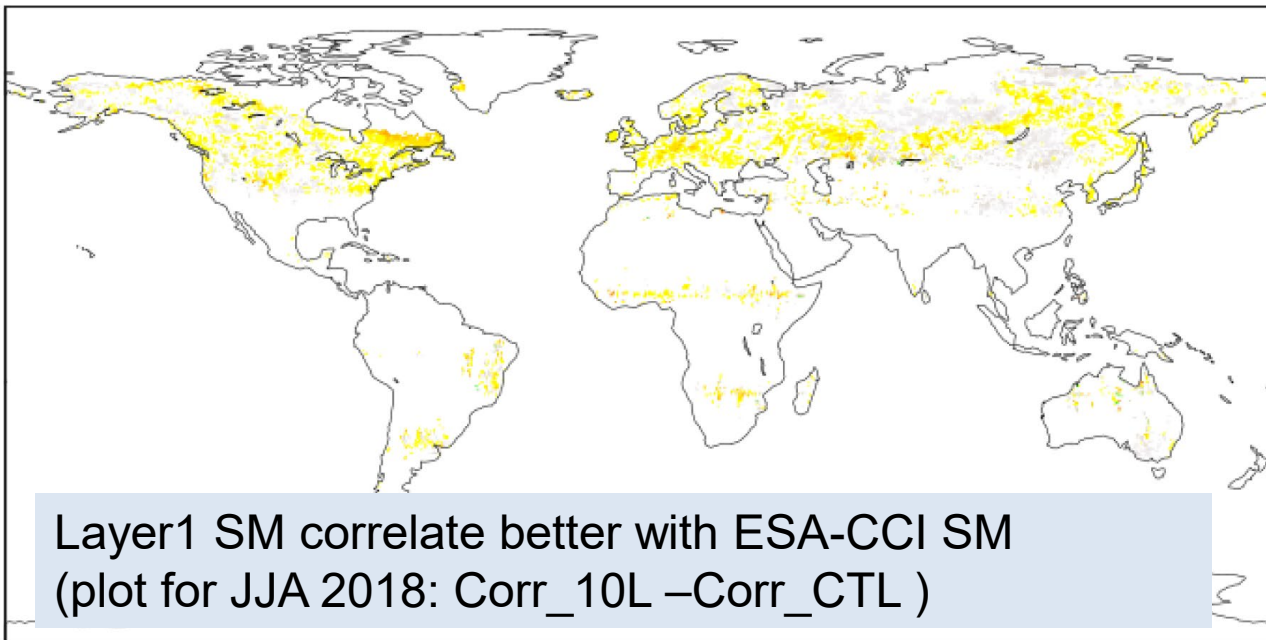 Layer1 SM correlate better with ESA-CCI SM
(plot for JJA 2018: Corr_10L –Corr_CTL )